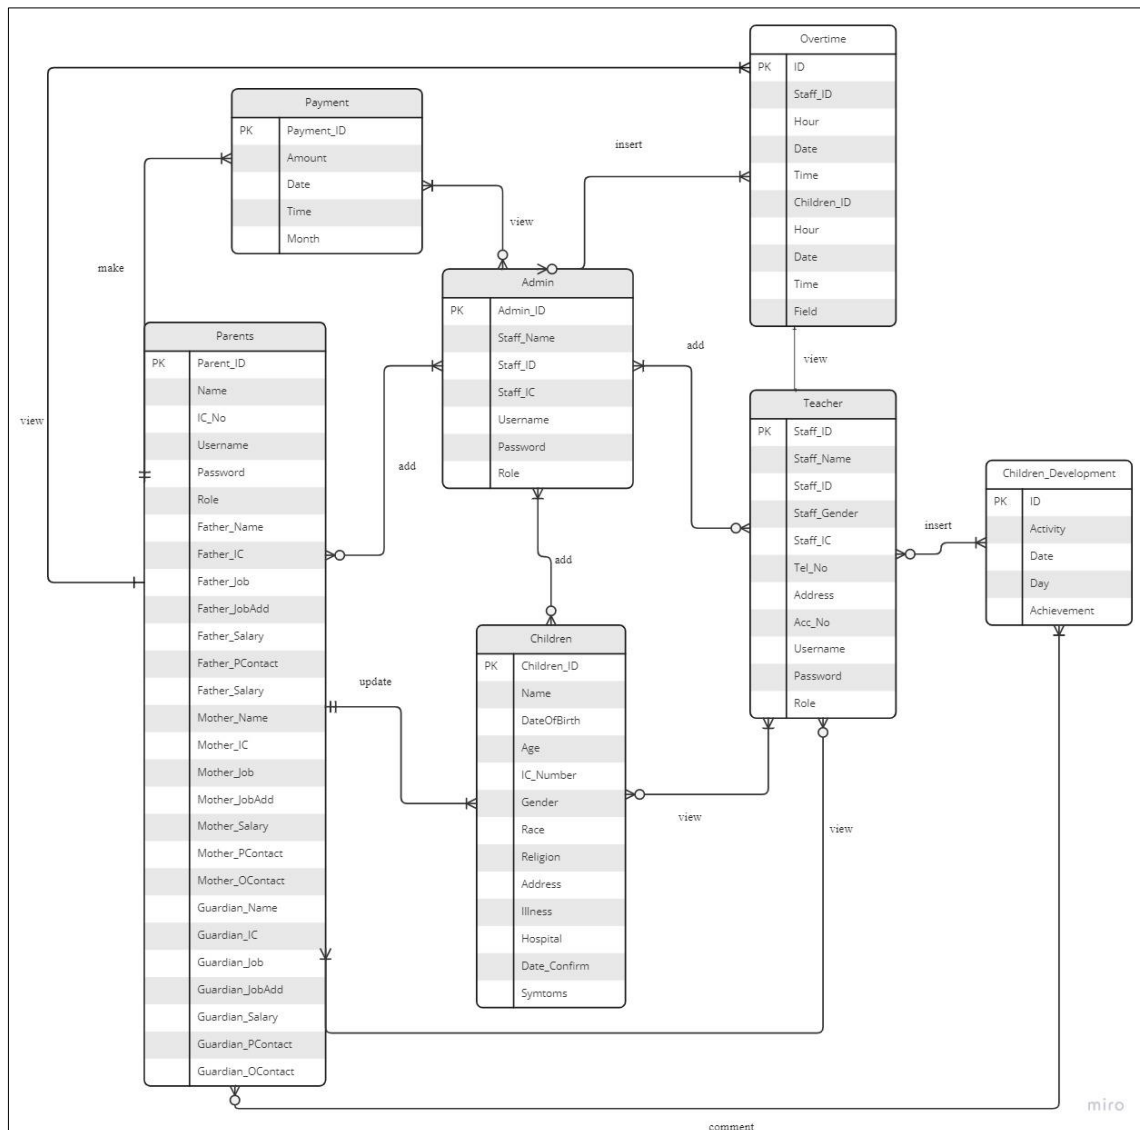 Overtime
PK ID
Staff_ID
Hour
Date
Time
Children_ID
Hour
Date
Time
Field
Payment
PK Payment_ID
Amount
Date
Time
Month
insert
view
make
Admin
PK Admin_ID
Staff_Name
Staff_ID
Staff_IC
Username
Password
Role
Parents
PK Parent_ID
Name
IC_No
Username
Password
Role
Father_Name
Father_IC
Father_Job
Father_JobAdd
Father_Salary
Father_PContact
Father_Salary
Mother_Name
Mother_IC
Mother_Job
Mother_JobAdd
Mother_Salary
Mother_PContact
Mother_OContact
Guardian_Name
Guardian_IC
Guardian_Job
Guardian_JobAdd
Guardian_Salary
Guardian_PContact
Guardian_OContact
view
add
add
view
Teacher
PK Staff_ID
Staff_Name
Staff_ID
Staff_Gender
Staff_IC
Tel_No
Address
Acc_No
Username
Password
Role
insert
Children_Development
PK ID
Activity
Date
Day
Achievement
add
update
Children
PK Children_ID
Name
DateOfBirth
Age
IC_Number
Gender
Race
Religion
Address
Illness
Hospital
Date_Confirm
Symtoms
view
view
comment
miro